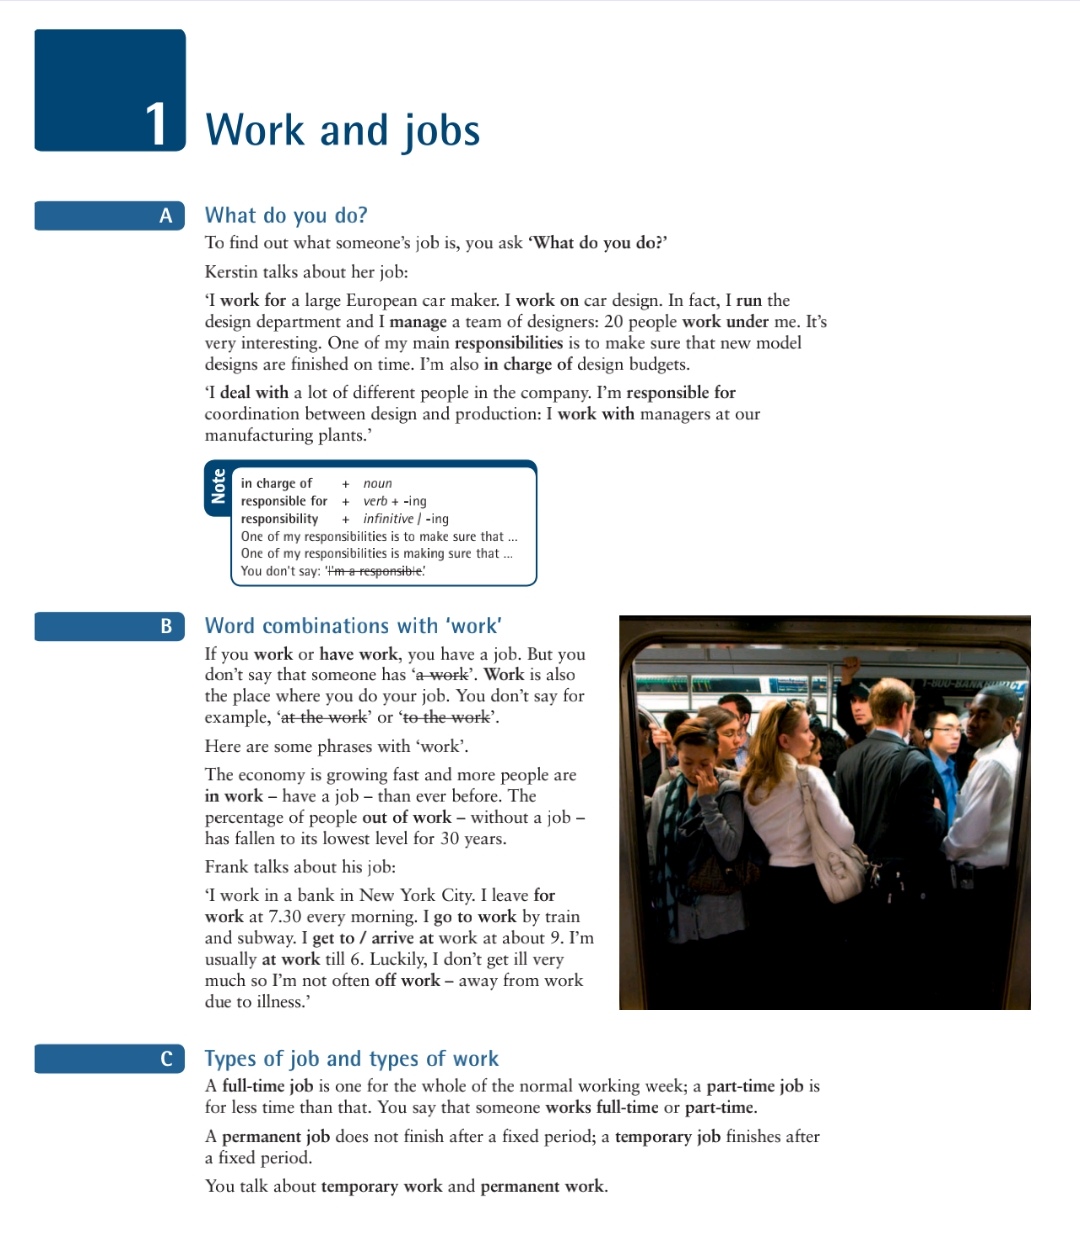 1 Work and jobs
A What do you do?
To find out what someone's job is, you ask ‘What do you do?’
Kerstin talks about her job:
‘I work for a large European car maker. I work on car design. In fact, I run the
design department and I manage a team of designers: 20 people work under me. It's
very interesting. One of my main responsibilities is to make sure that new model
designs are finished on time. I'm also in charge of design budgets.
‘I deal with a lot of different people in the company. I'm responsible for
coordination between design and production: I work with managers at our
manufacturing plants.’
Note
in charge of + noun
responsible for + verb + -ing
responsibility + infinitive / -ing
One of my responsibilities is to make sure that ...
One of my responsibilities is making sure that ...
You don't say: ‘I'm a responsible.’
B Word combinations with ‘work’
If you work or have work, you have a job. But you
don't say that someone has ‘a work’. Work is also
the place where you do your job. You don't say for
example, ‘at the work’ or ‘to the work’.
Here are some phrases with ‘work’.
The economy is growing fast and more people are
in work – have a job – than ever before. The
percentage of people out of work – without a job –
has fallen to its lowest level for 30 years.
Frank talks about his job:
‘I work in a bank in New York City. I leave for
work at 7.30 every morning. I go to work by train
and subway. I get to / arrive at work at about 9. I'm
usually at work till 6. Luckily, I don't get ill very
much so I'm not often off work – away from work
due to illness.’
C Types of job and types of work
A full-time job is one for the whole of the normal working week; a part-time job is
for less time than that. You say that someone works full-time or part-time.
A permanent job does not finish after a fixed period; a temporary job finishes after
a fixed period.
You talk about temporary work and permanent work.